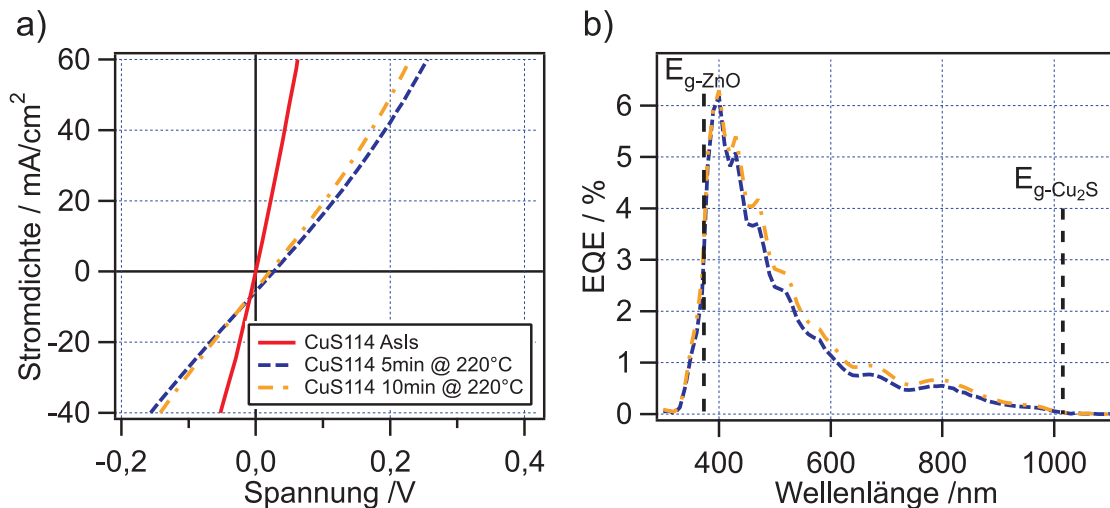 a)
60
40
20
0
-20
-40
Stromdichte / mA/cm²
CuS114 AsIs
CuS114 5min @ 220°C
CuS114 10min @ 220°C
-0,2
0,0
0,2
0,4
Spannung /V
b)
E_g-ZnO
E_g-Cu₂S
6
5
4
3
2
1
0
EQE / %
400
600
800
1000
Wellenlänge /nm